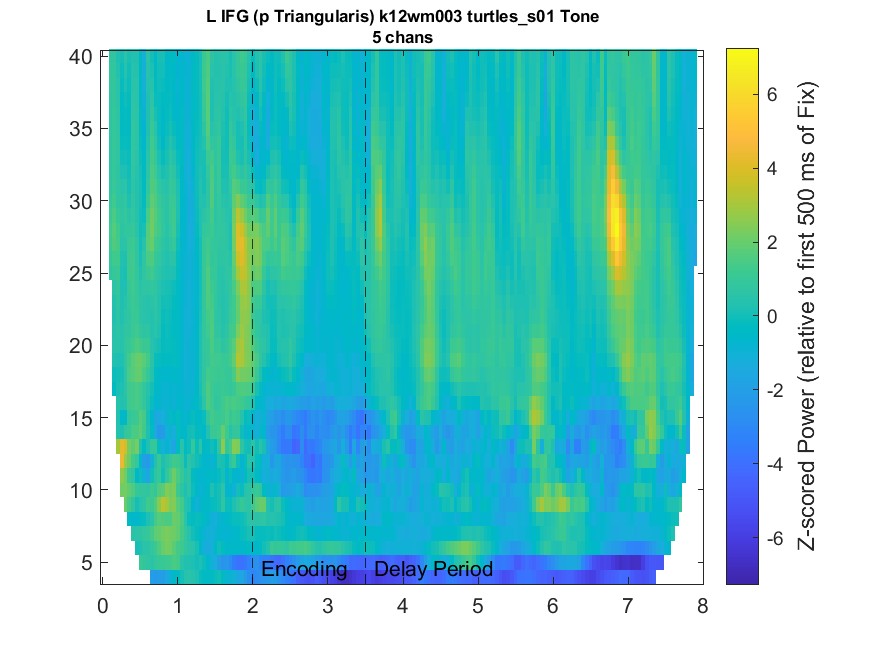 L IFG (p Triangularis) k12wm003 turtles_s01 Tone
5 chans
40
35
30
25
20
15
10
5
0 1 2 3 4 5 6 7 8
Encoding
Delay Period
6
4
2
0
-2
-4
-6
Z-scored Power (relative to first 500 ms of Fix)